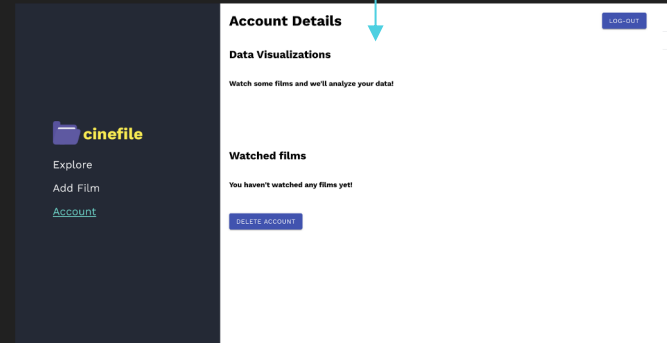 cinefile
Explore
Add Film
Account
Account Details
LOG-OUT
Data Visualizations
Watch some films and we'll analyze your data!
Watched films
You haven't watched any films yet!
DELETE ACCOUNT